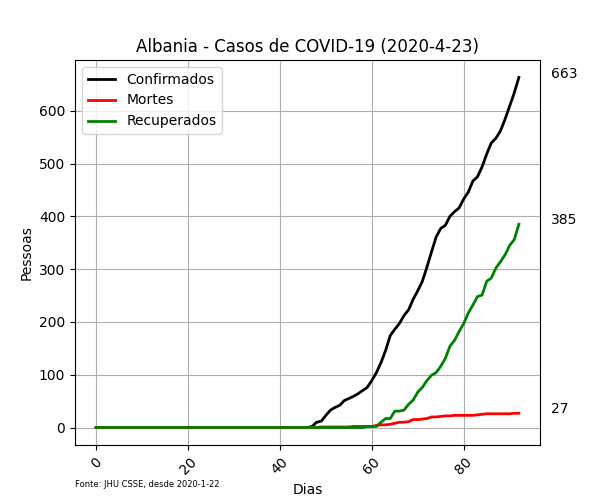 Albania - Casos de COVID-19 (2020-4-23)
Confirmados
Mortes
Recuperados
663
385
27
Pessoas
600
500
400
300
200
100
0
0
20
40
60
80
Dias
Fonte: JHU CSSE, desde 2020-1-22